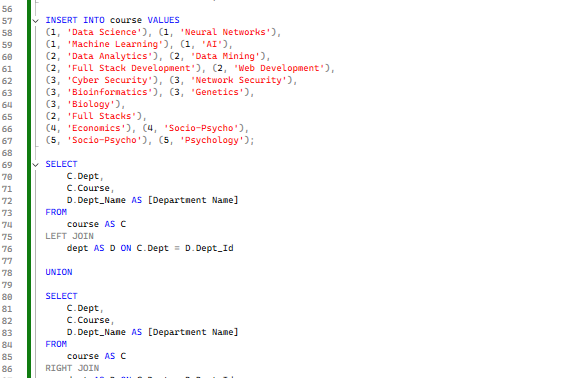 56
57 INSERT INTO course VALUES
58 (1, 'Data Science'), (1, 'Neural Networks'),
59 (1, 'Machine Learning'), (1, 'AI'),
60 (2, 'Data Analytics'), (2, 'Data Mining'),
61 (2, 'Full Stack Development'), (2, 'Web Development'),
62 (3, 'Cyber Security'), (3, 'Network Security'),
63 (3, 'Bioinformatics'), (3, 'Genetics'),
64 (3, 'Biology'),
65 (2, 'Full Stacks'),
66 (4, 'Economics'), (4, 'Socio-Psycho'),
67 (5, 'Socio-Psycho'), (5, 'Psychology');
68
69 SELECT
70 C.Dept,
71 C.Course,
72 D.Dept_Name AS [Department Name]
73 FROM
74 course AS C
75 LEFT JOIN
76 dept AS D ON C.Dept = D.Dept_Id
77
78 UNION
79
80 SELECT
81 C.Dept,
82 C.Course,
83 D.Dept_Name AS [Department Name]
84 FROM
85 course AS C
86 RIGHT JOIN